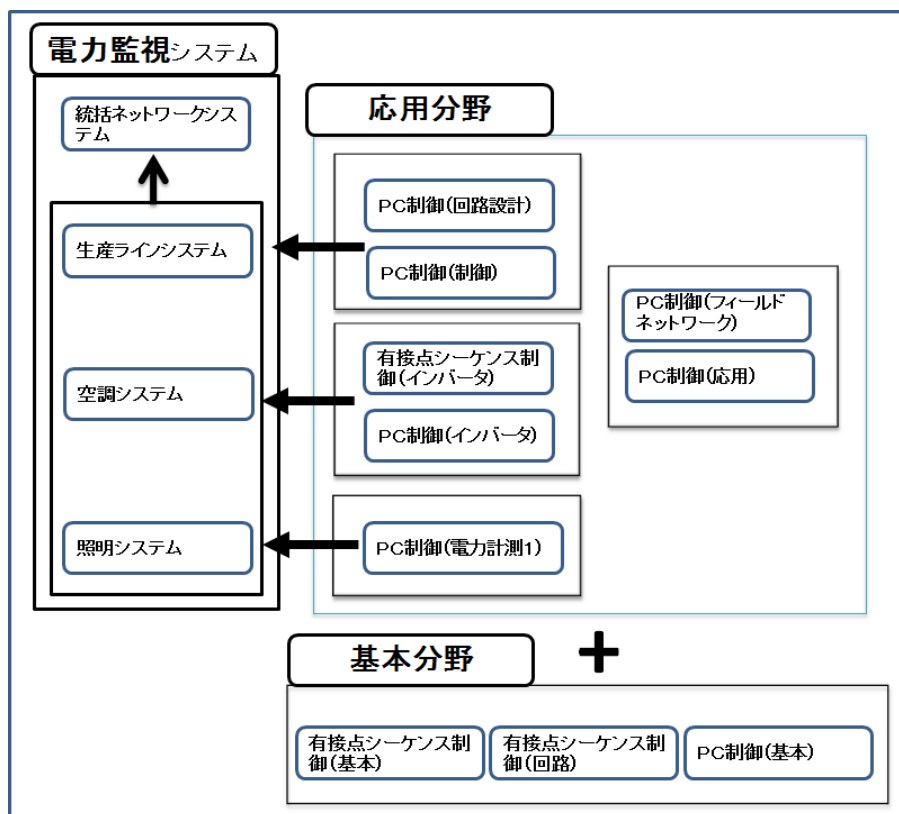 電力監視システム
統括ネットワークシス
テム
生産ラインシステム
空調システム
照明システム
応用分野
PC制御(回路設計)
PC制御(制御)
有接点シーケンス制
御(インバータ)
PC制御(インバータ)
PC制御(電力計測1)
PC制御(フィールド
ネットワーク)
PC制御(応用)
+
基本分野
有接点シーケンス制
御(基本)
有接点シーケンス制
御(回路)
PC制御(基本)